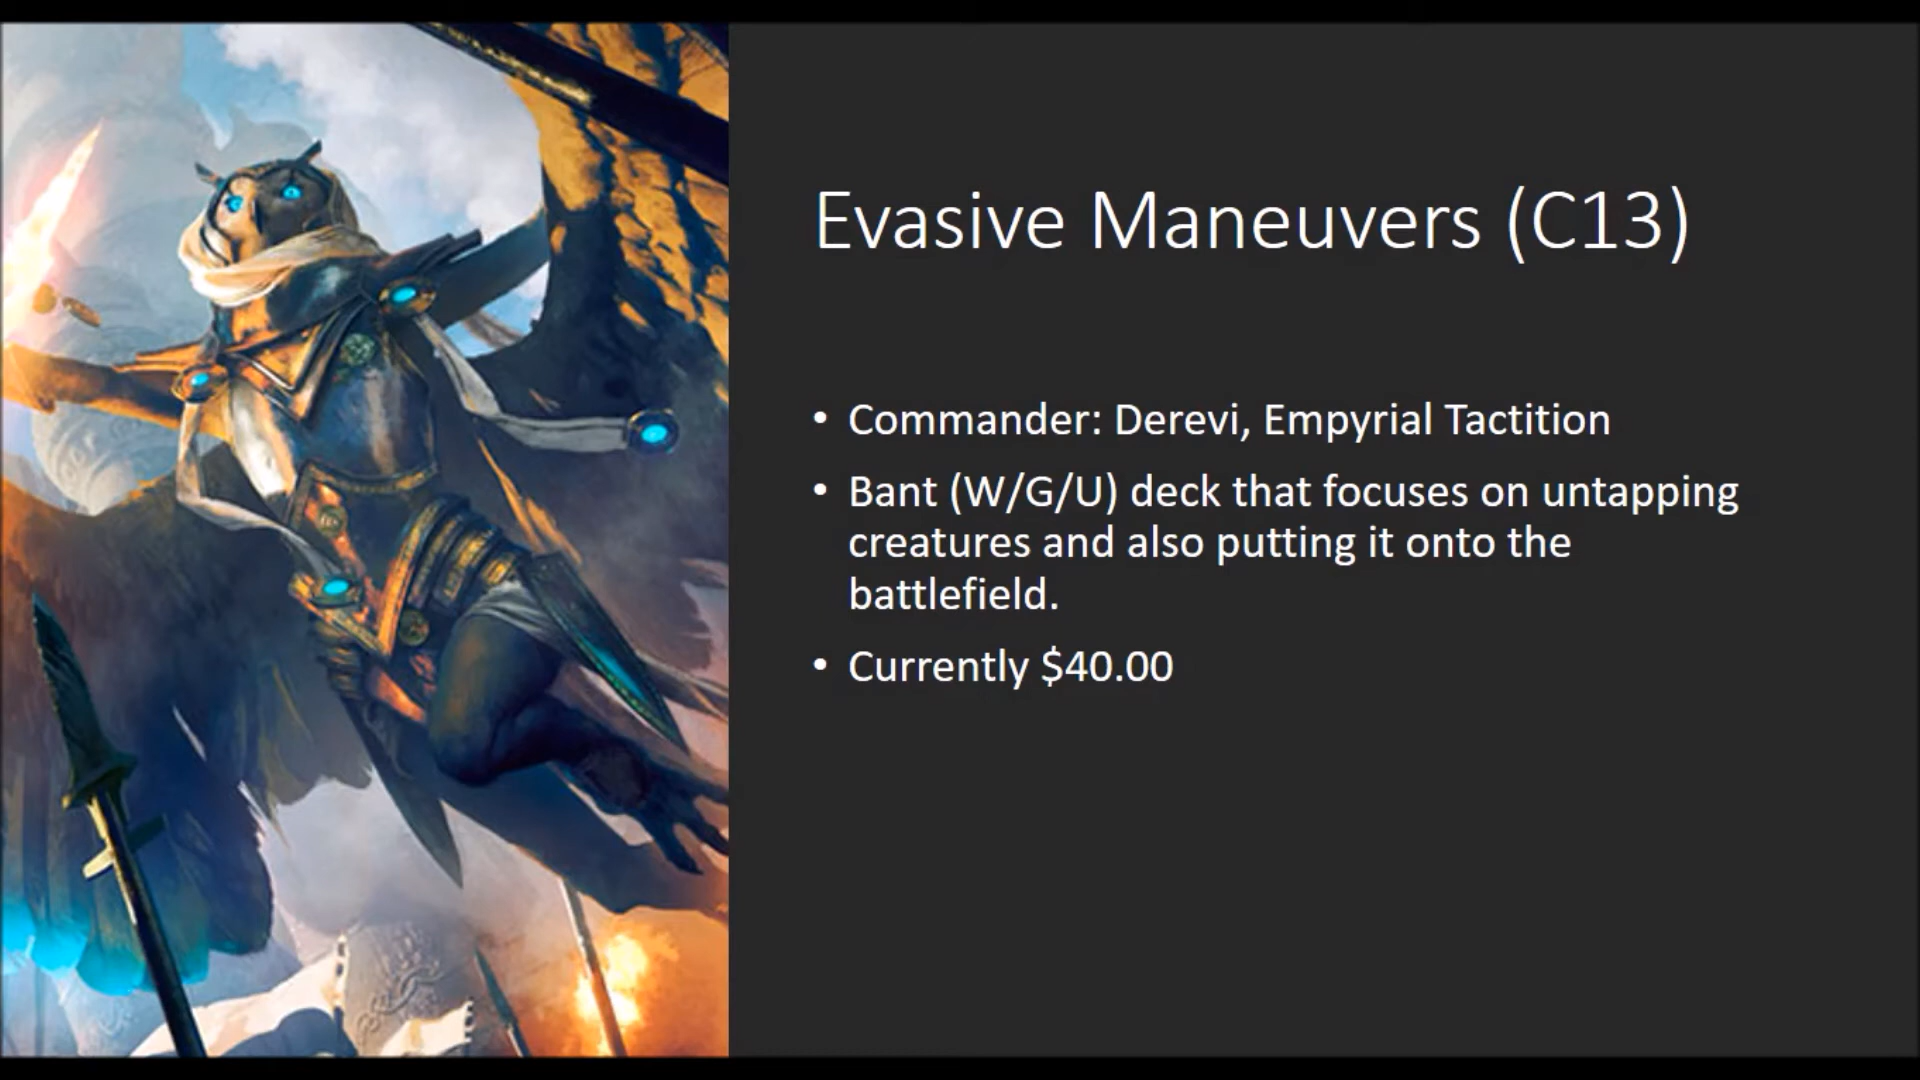 Evasive Maneuvers (C13)
• Commander: Derevi, Empyrial Tactition
• Bant (W/G/U) deck that focuses on untapping
creatures and also putting it onto the
battlefield.
• Currently $40.00